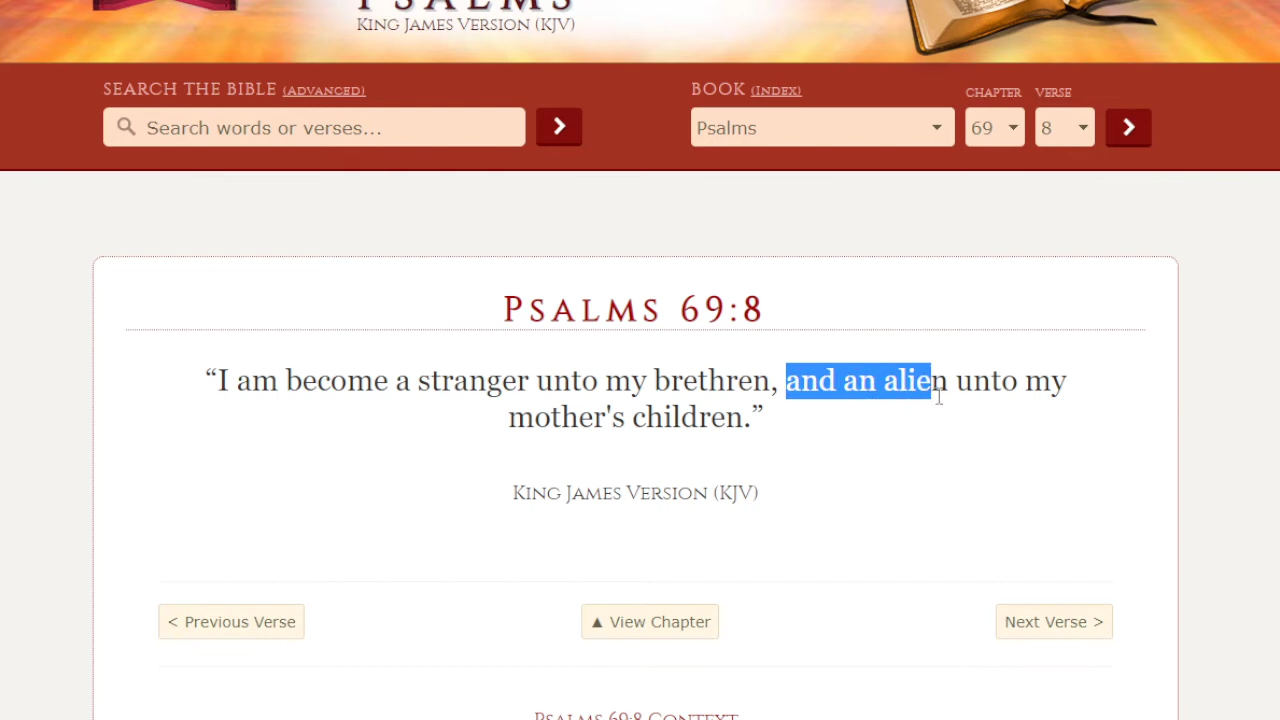 PSALMS
KING JAMES VERSION (KJV)
SEARCH THE BIBLE (ADVANCED)
BOOK (INDEX)
CHAPTER
VERSE
Search words or verses...
Psalms
69
8
PSALMS 69:8
“I am become a stranger unto my brethren, and an alien unto my
mother's children.”
KING JAMES VERSION (KJV)
< Previous Verse
▲ View Chapter
Next Verse >
PSALMS 69:8 CONTEXT